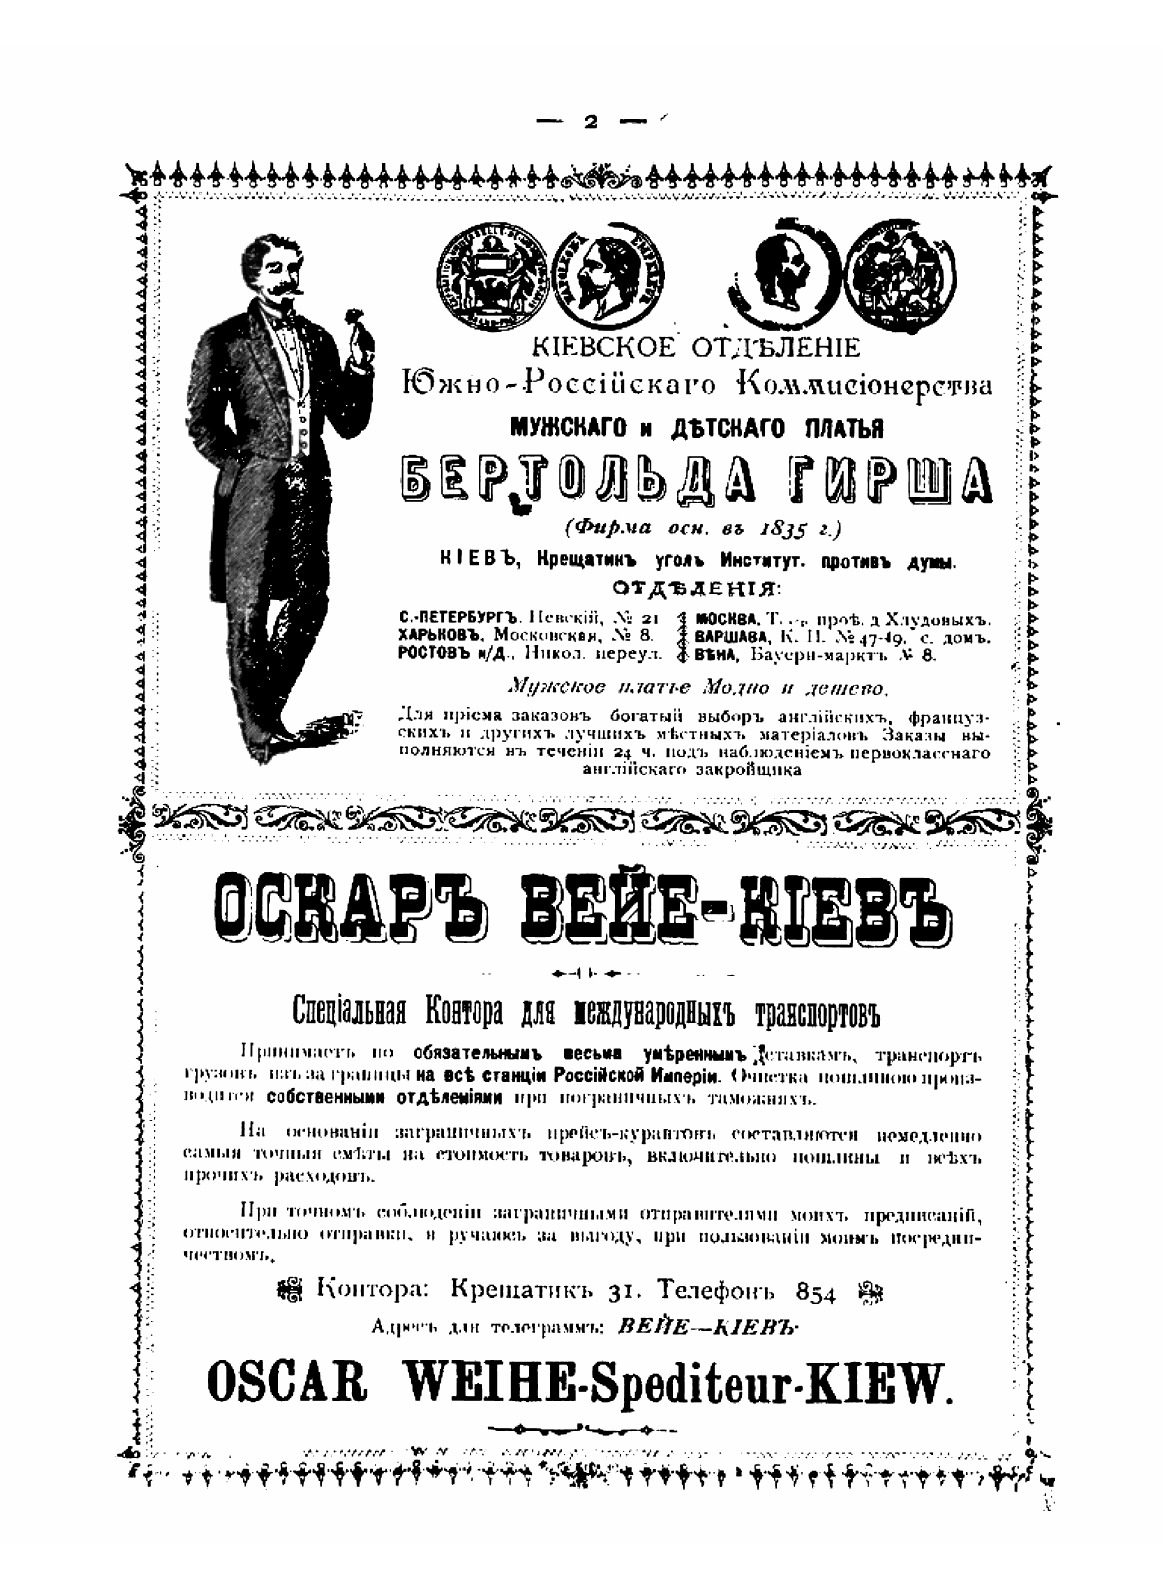 — 2 —
NAPOLEON III EMPEREUR
КІЕВСКОЕ ОТДѢЛЕНІЕ
Южно-Россійскаго Коммисіонерства
МУЖСКАГО и ДѢТСКАГО ПЛАТЬЯ
БЕРТОЛЬДА ГИРША
(Фирма осн. въ 1835 г.)
КІЕВЪ, Крещатикъ уголъ Институт. противъ думы.
ОТДѢЛЕНІЯ:
С.-ПЕТЕРБУРГЪ. Невскій, № 21
ХАРЬКОВЪ, Московская, № 8.
РОСТОВЪ н/Д., Никол. переул.
МОСКВА, Т. проѣ. д Хлудовыхъ.
ВАРШАВА, К. П. № 47-49, с. домъ.
ВѢНА, Бауерн-марктъ № 8.
Мужское платье Модно и дешево.
Для пріема заказовъ богатый выборъ англійскихъ, француз-
скихъ и другихъ лучшихъ мѣстныхъ матеріаловъ Заказы вы-
полняются въ теченіи 24 ч. подъ наблюденіемъ первокласснаго
англійскаго закройщика
ОСКАРЪ ВЕЙЕ-КІЕВЪ
Спеціальная Контора для международныхъ транспортовъ
Принимаетъ по обязательнымъ весьма умѣреннымъ транспортъ
грузовъ изъ за границы на всѣ станціи Россійской Имперіи. Очистка пошлиною произ-
водится собственными отдѣленіями при пограничныхъ таможняхъ.
На основаніи заграничныхъ прейсъ-курантовъ составляются немедленно
самыя точныя смѣты на стоимость товаровъ, включительно пошлины и всѣхъ
прочихъ расходовъ.
При точномъ соблюденіи заграничными отправителями моихъ предписаній,
относительно отправки, я ручаюсь за выгоду, при пользованіи моимъ посредни-
чествомъ.
Контора: Крещатикъ 31. Телефонъ 854
Адресъ для телеграммъ: ВЕЙЕ—КІЕВЪ
OSCAR WEIHE-Spediteur-KIEW.